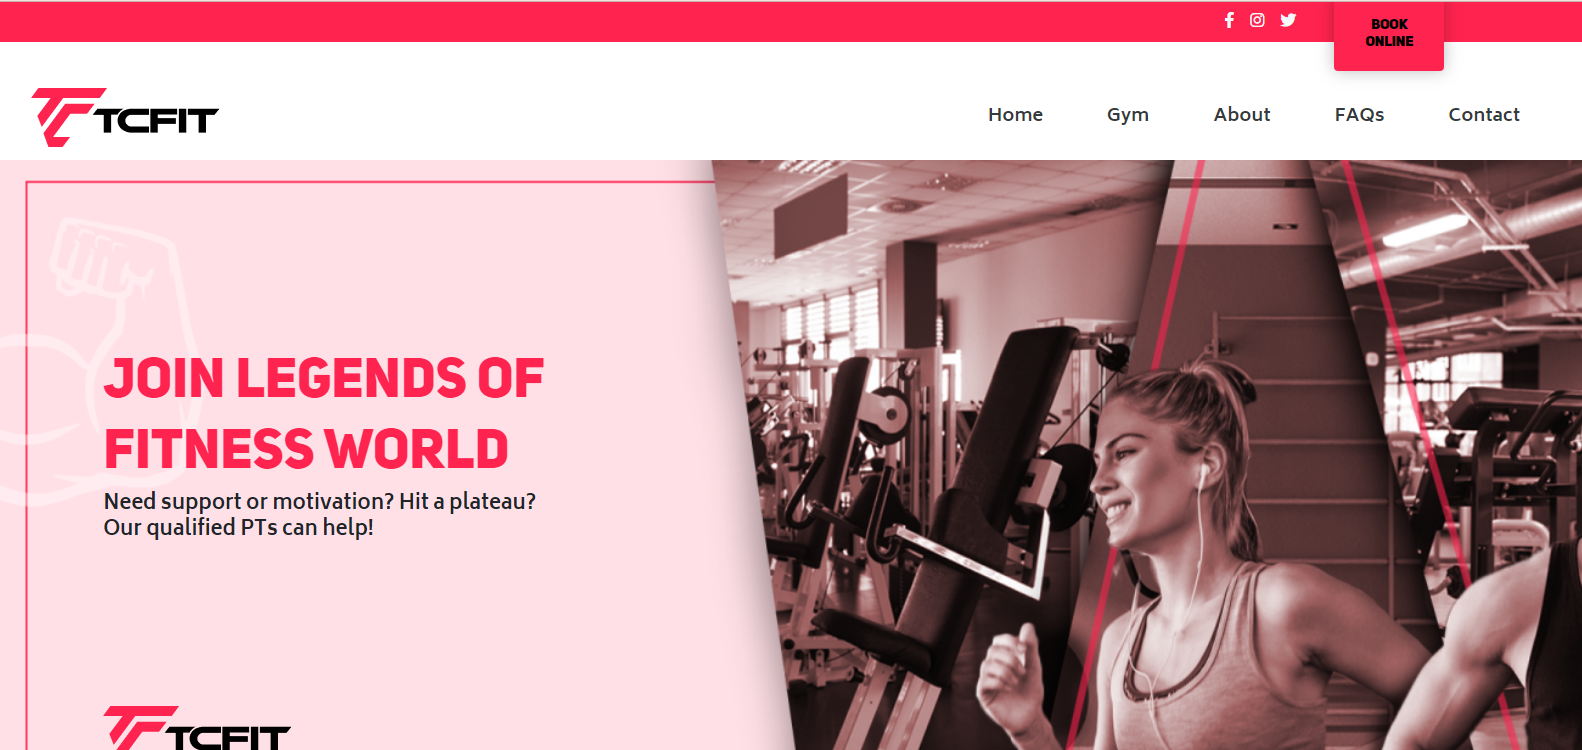 BOOK
ONLINE
TCFIT
Home Gym About FAQs Contact
JOIN LEGENDS OF
FITNESS WORLD
Need support or motivation? Hit a plateau?
Our qualified PTs can help!
TCFIT